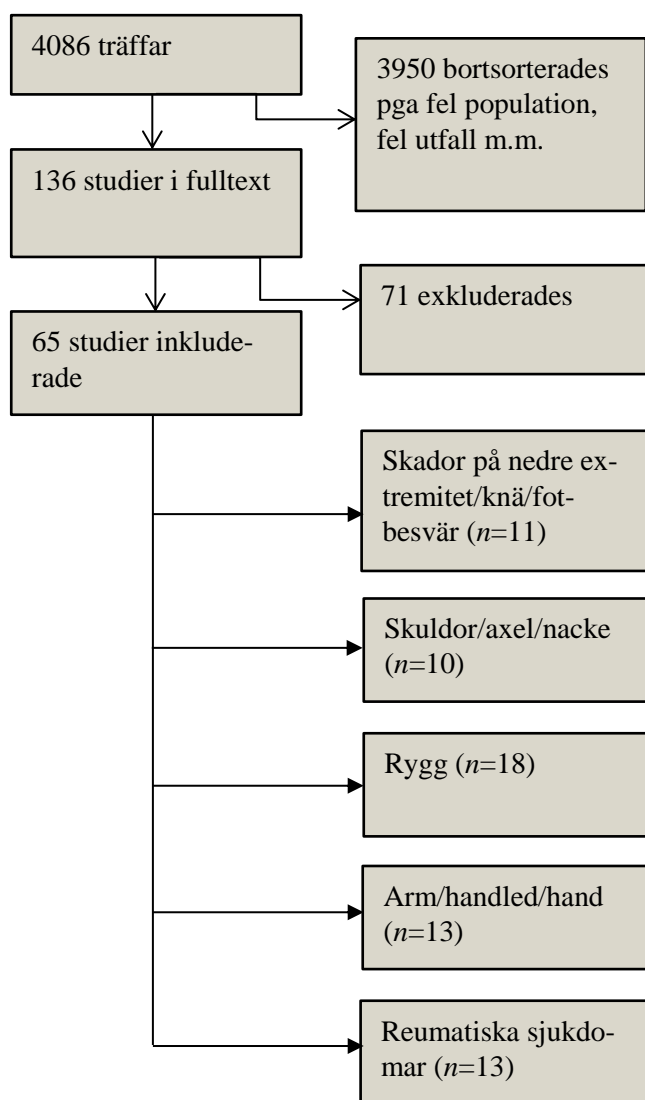 4086 träffar
3950 bortsorterades
pga fel population,
fel utfall m.m.
136 studier i fulltext
71 exkluderades
65 studier inklude-
rade
Skador på nedre ex-
tremitet/knä/fot-
besvär (n=11)
Skuldor/axel/nacke
(n=10)
Rygg (n=18)
Arm/handled/hand
(n=13)
Reumatiska sjukdo-
mar (n=13)